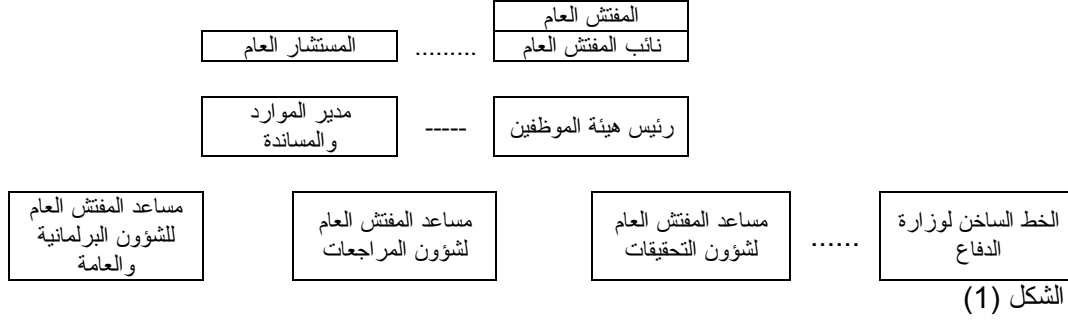 المفتش العام
نائب المفتش العام
.........
المستشار العام
رئيس هيئة الموظفين
-----
مدير الموارد
والمساندة
الخط الساخن لوزارة
الدفاع
......
مساعد المفتش العام
لشؤون التحقيقات
مساعد المفتش العام
لشؤون المراجعات
مساعد المفتش العام
للشؤون البرلمانية
والعامة
الشكل (1)